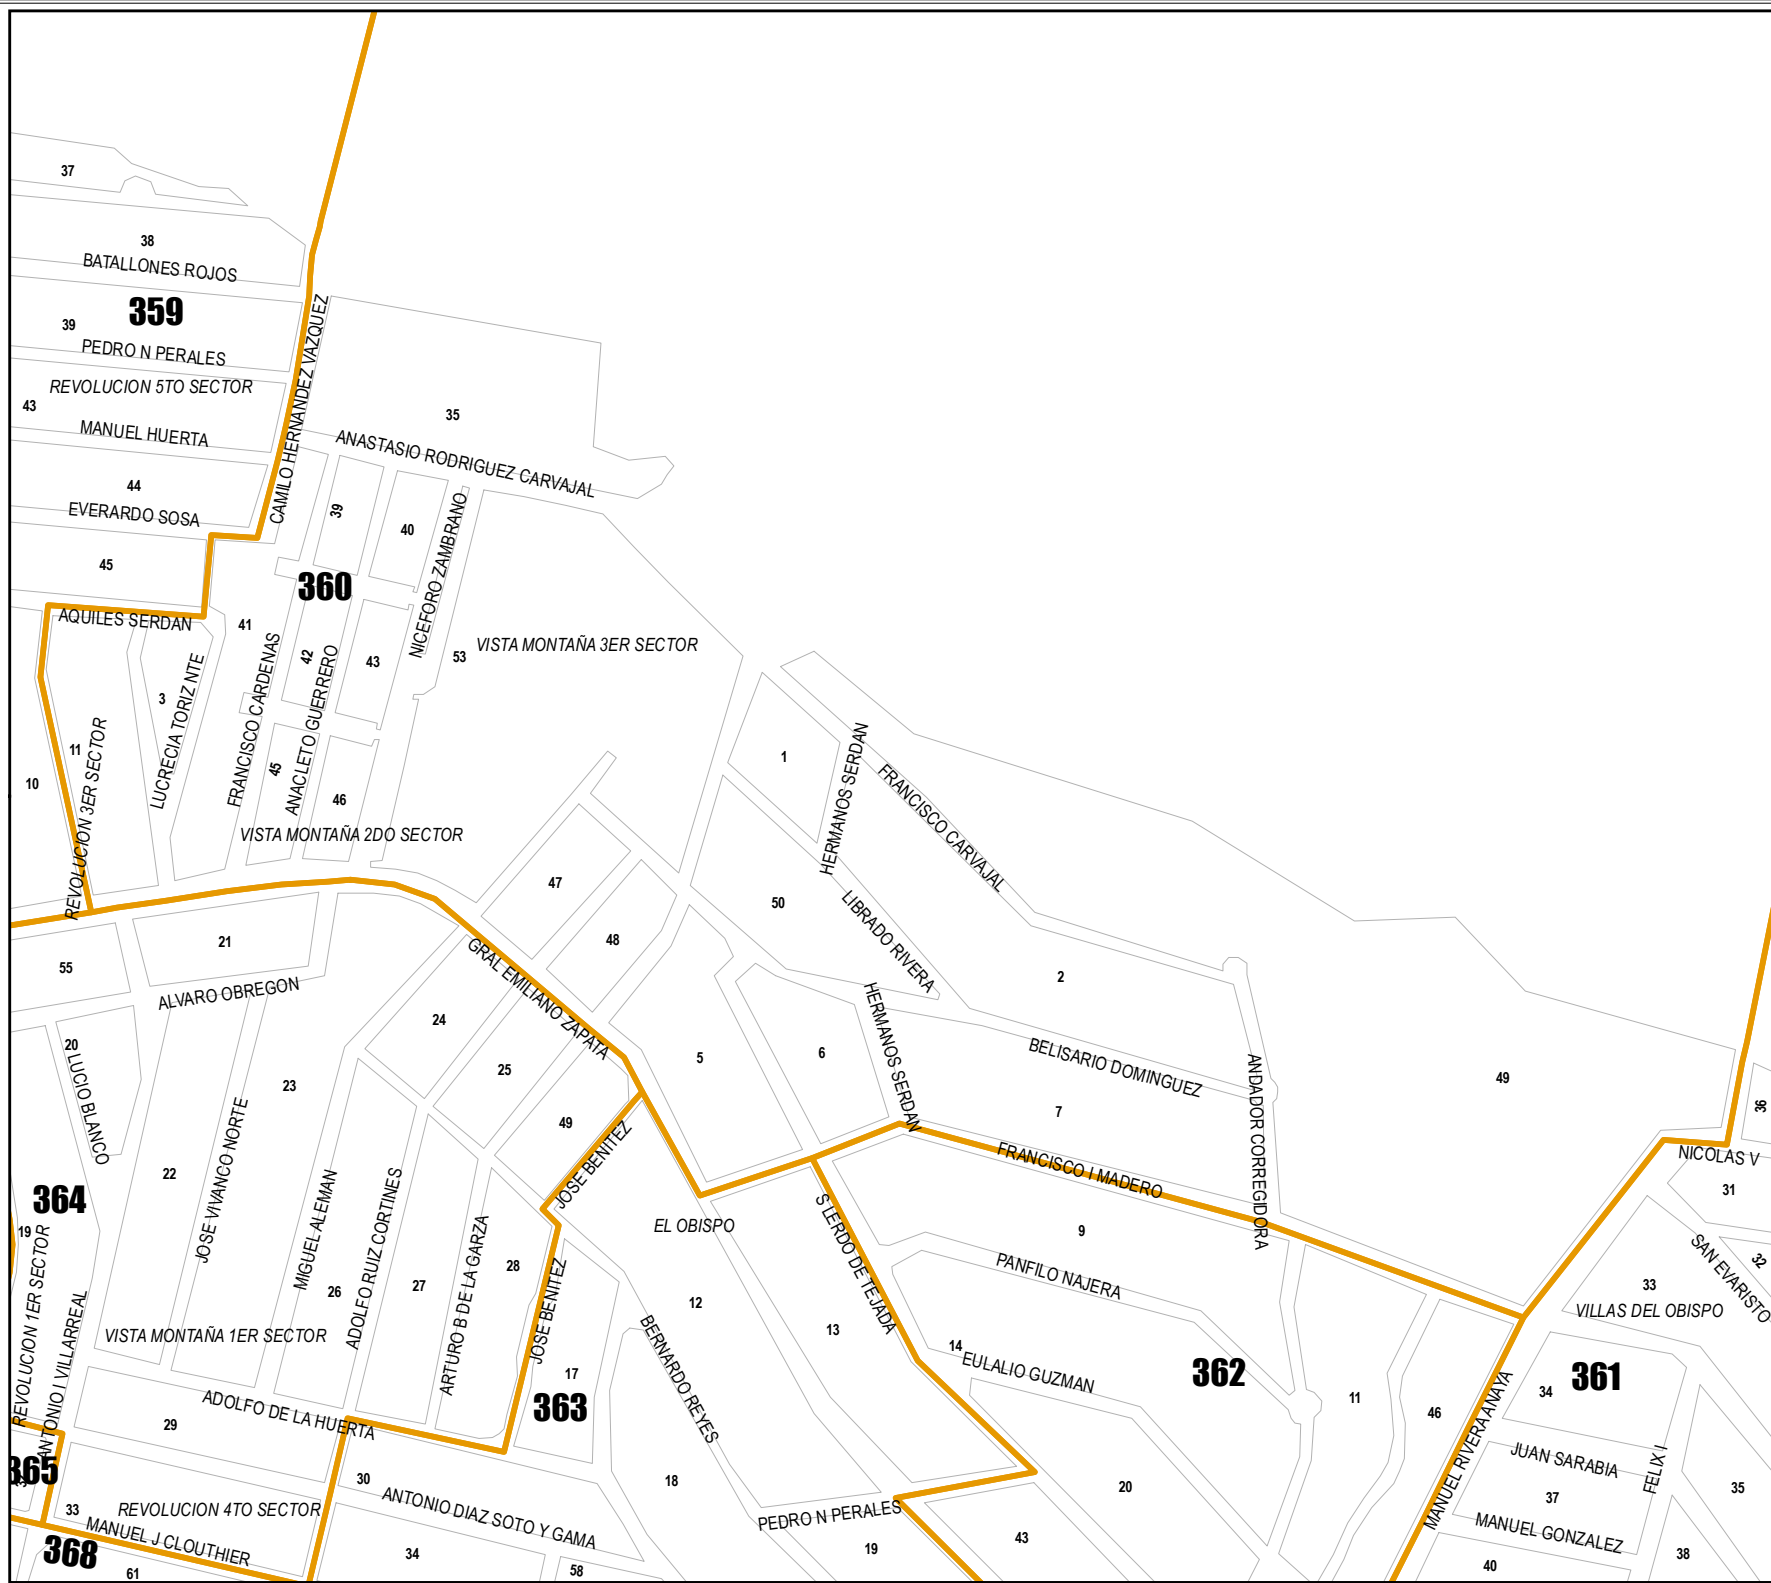 37
38
BATALLONES ROJOS
359
39
PEDRO N PERALES
REVOLUCION 5TO SECTOR
43
MANUEL HUERTA
44
EVERARDO SOSA
45
AQUILES SERDAN
CAMILO HERNANDEZ VAZQUEZ
35
ANASTASIO RODRIGUEZ CARVAJAL
39
40
NICEFORO ZAMBRANO
360
41
42
43
53
VISTA MONTAÑA 3ER SECTOR
FRANCISCO CARDENAS
ANACLETO GUERRERO
3
LUCRECIA TORIZ NTE
11
10
REVOLUCION 3ER SECTOR
45
46
VISTA MONTAÑA 2DO SECTOR
1
HERMANOS SERDAN
FRANCISCO CARVAJAL
47
48
50
LIBRADO RIVERA
2
21
55
ALVARO OBREGON
GRAL EMILIANO ZAPATA
24
25
5
6
HERMANOS SERDAN
BELISARIO DOMINGUEZ
ANDADOR CORREGIDORA
49
36
20
LUCIO BLANCO
23
22
JOSE VIVANCO NORTE
49
JOSE BENITEZ
7
FRANCISCO I MADERO
NICOLAS V
31
364
19
REVOLUCION 1ER SECTOR
MIGUEL ALEMAN
26
ADOLFO RUIZ CORTINES
27
ARTURO B DE LA GARZA
28
JOSE BENITEZ
EL OBISPO
12
S LERDO DE TEJADA
9
PANFILO NAJERA
SAN EVARISTO
32
33
VILLAS DEL OBISPO
VISTA MONTAÑA 1ER SECTOR
ANTONIO I VILLARREAL
13
BERNARDO REYES
14
EULALIO GUZMAN
362
361
17
363
11
46
34
MANUEL RIVERA ANAYA
29
ADOLFO DE LA HUERTA
JUAN SARABIA
FELIX I
365
30
ANTONIO DIAZ SOTO Y GAMA
18
20
37
35
33
REVOLUCION 4TO SECTOR
MANUEL J CLOUTHIER
PEDRO N PERALES
MANUEL GONZALEZ
368
61
34
58
19
43
40
38